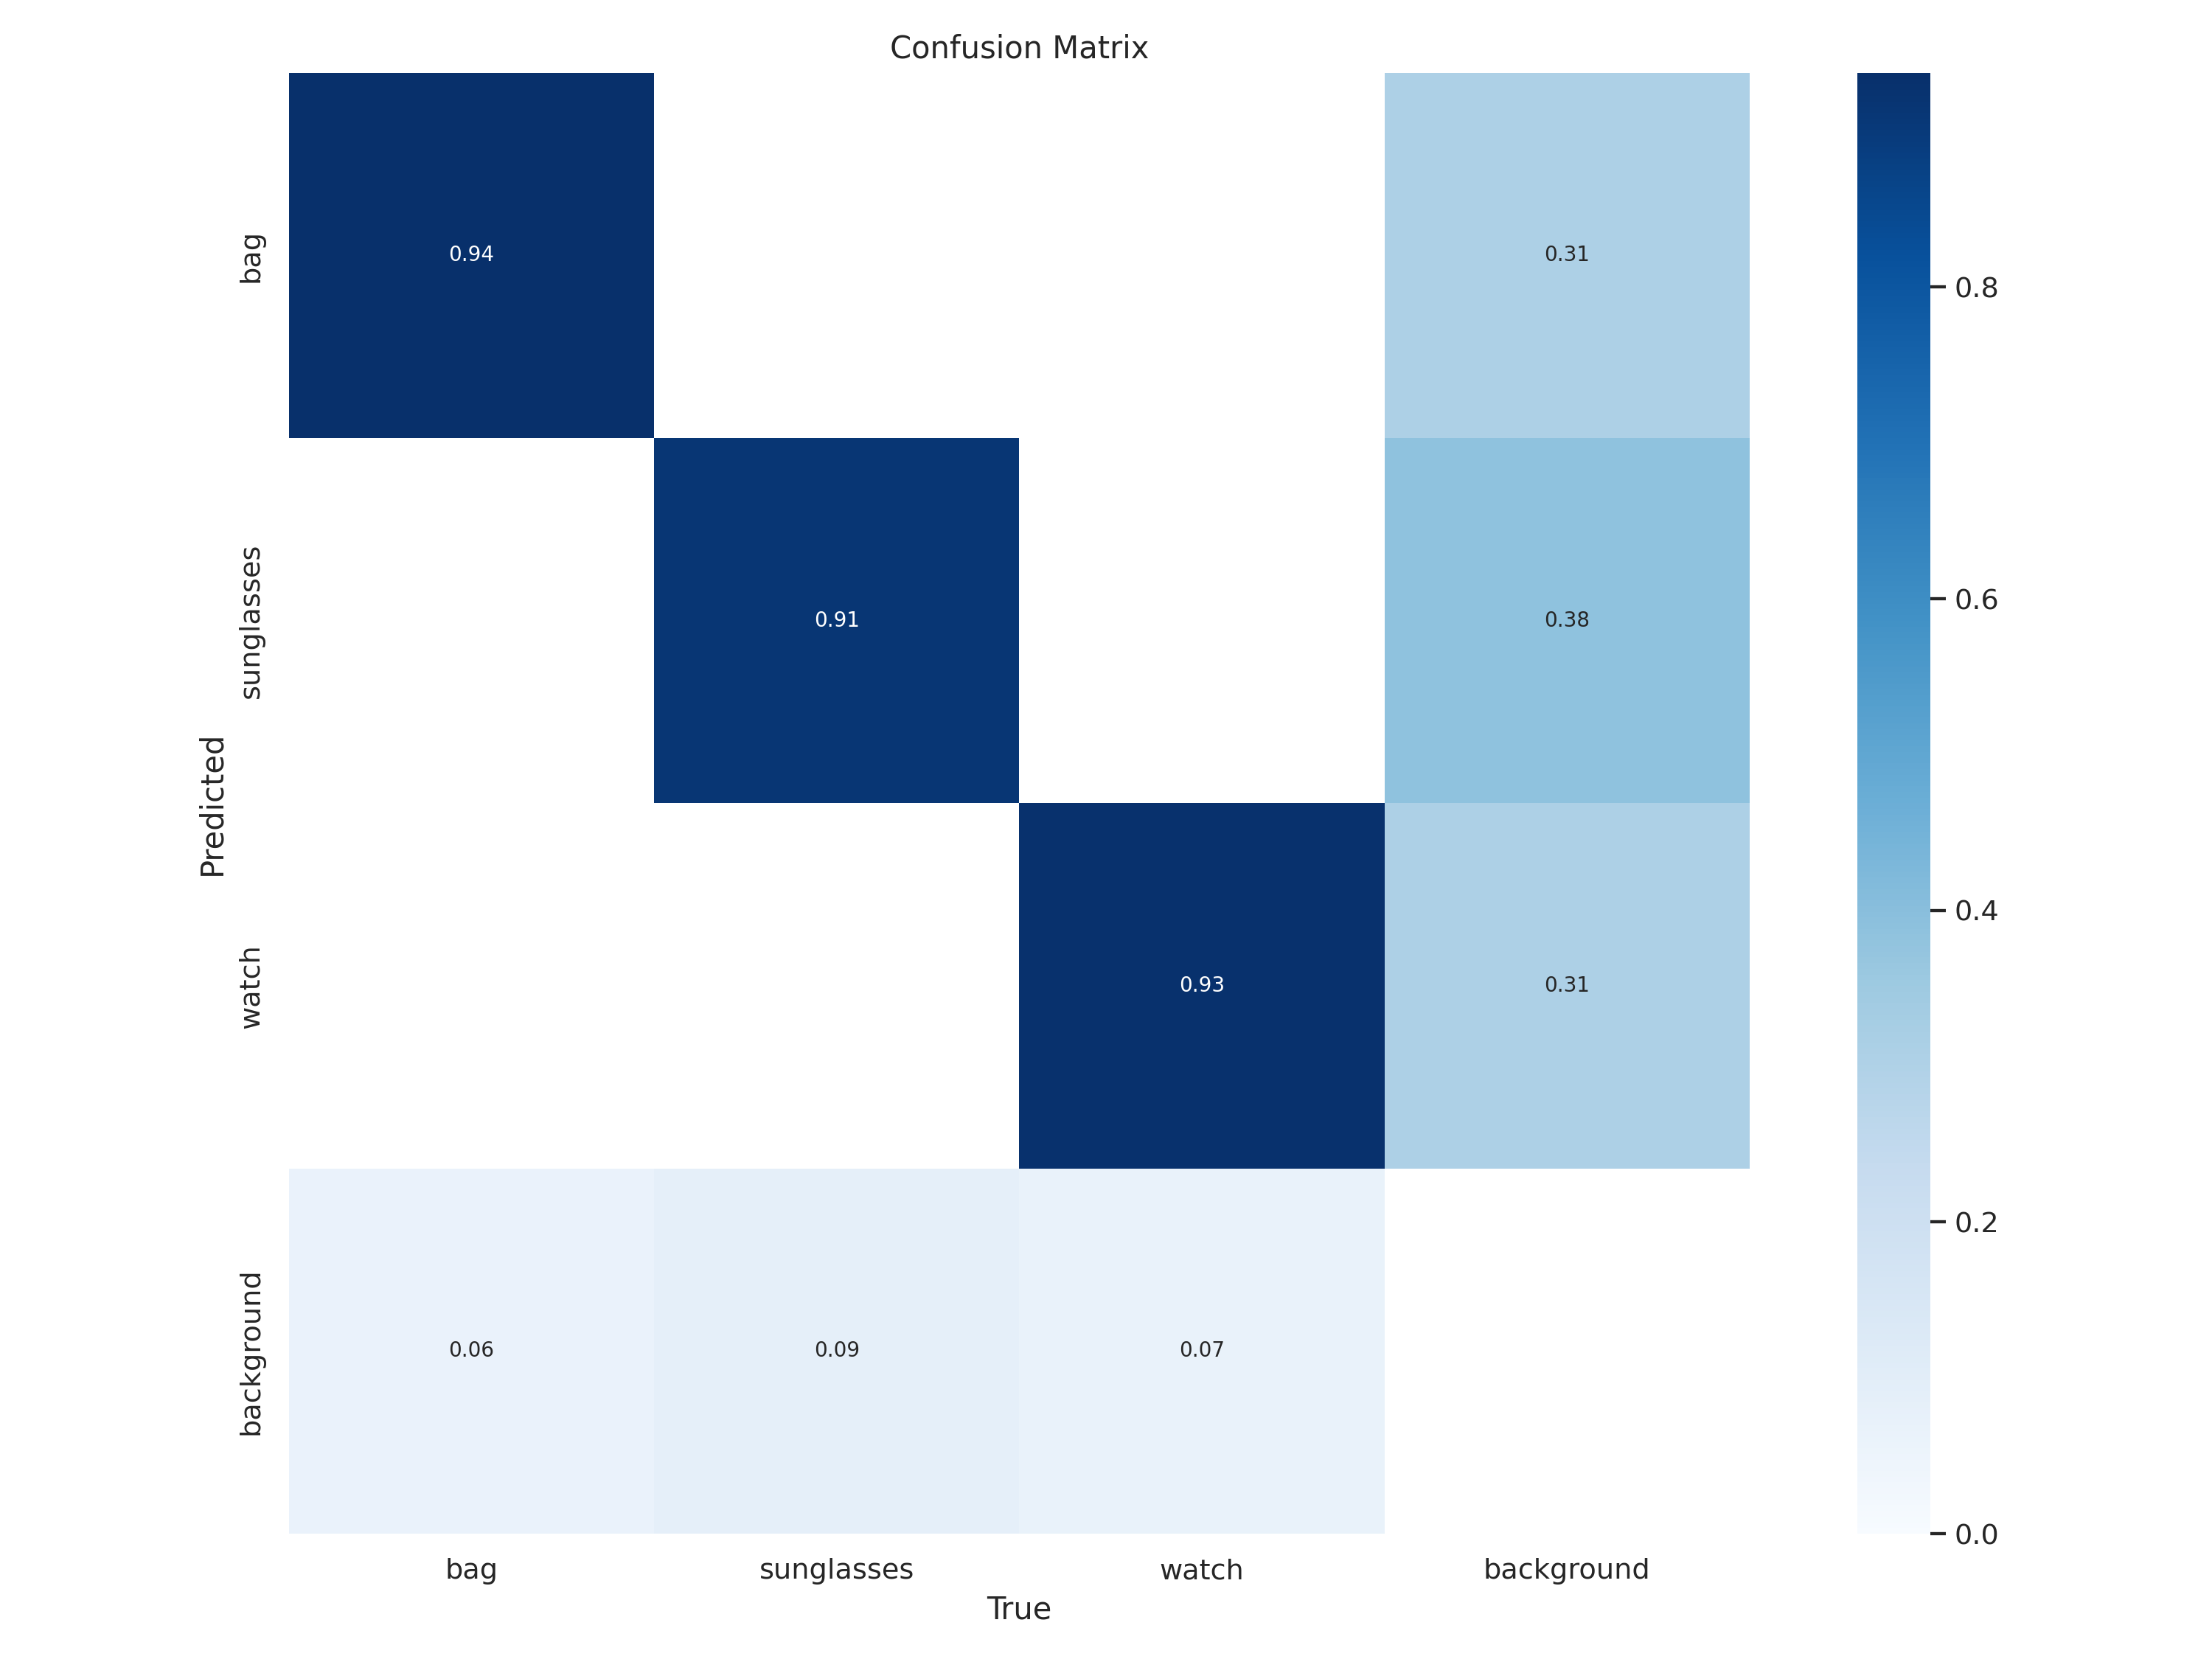 Confusion Matrix
bag
0.94
0.31
0.8
sunglasses
0.91
0.38
0.6
Predicted
watch
0.93
0.31
0.4
background
0.06
0.09
0.07
0.2
0.0
bag
sunglasses
watch
background
True